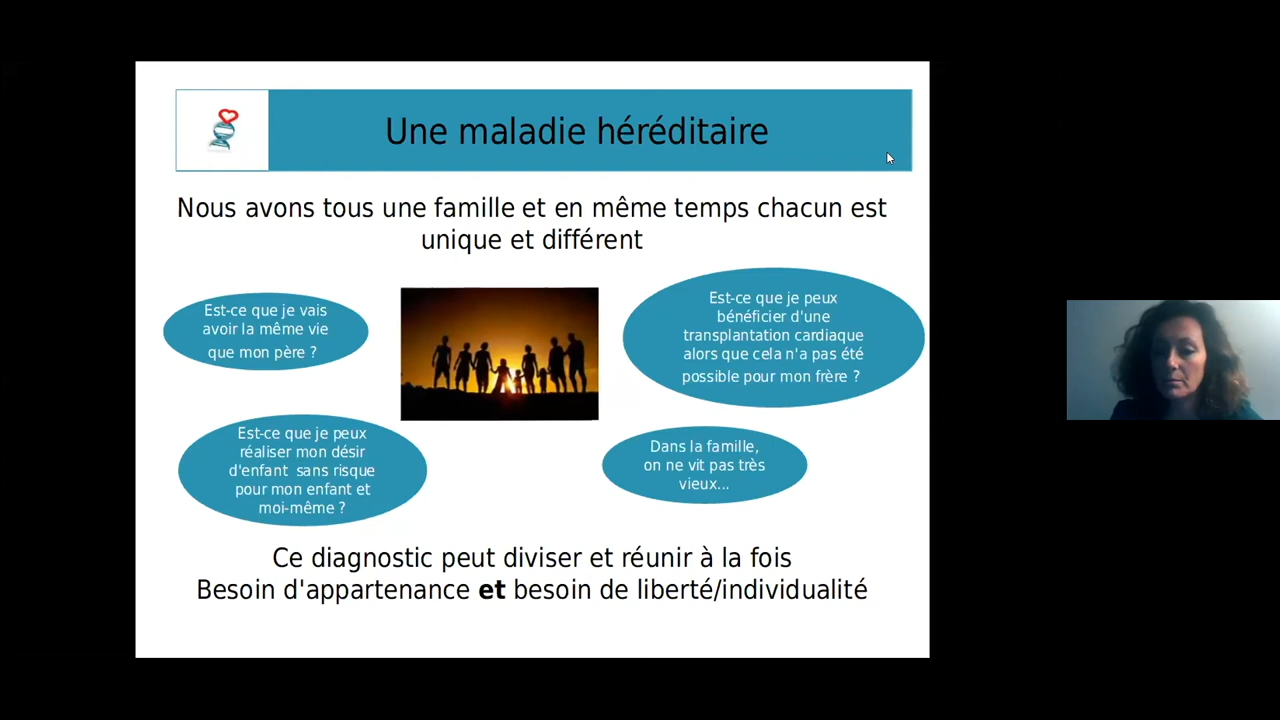 Une maladie héréditaire
Nous avons tous une famille et en même temps chacun est
unique et différent
Est-ce que je vais
avoir la même vie
que mon père ?
Est-ce que je peux
bénéficier d'une
transplantation cardiaque
alors que cela n'a pas été
possible pour mon frère ?
Est-ce que je peux
réaliser mon désir
d'enfant  sans risque
pour mon enfant et
moi-même ?
Dans la famille,
on ne vit pas très
vieux...
Ce diagnostic peut diviser et réunir à la fois
Besoin d'appartenance et besoin de liberté/individualité